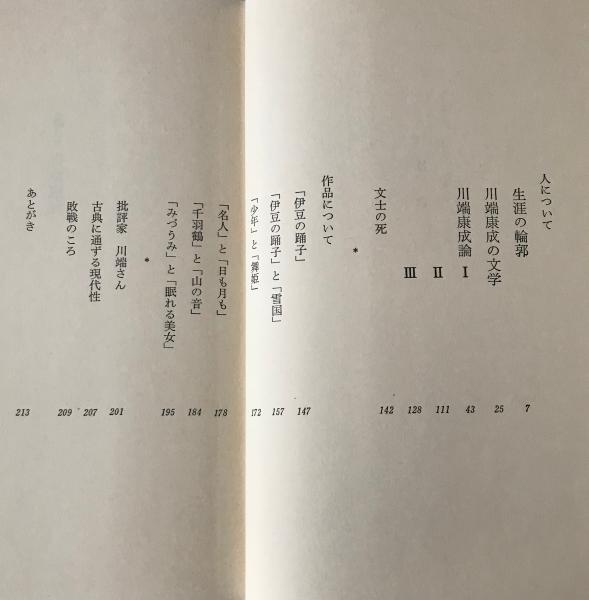 人について
生涯の輪郭 7
川端康成の文学 25
川端康成論 Ⅰ 43
Ⅱ 111
Ⅲ 128
文士の死 142
*
作品について
「伊豆の踊子」 147
「伊豆の踊子」と「雪国」 157
「少年」と「舞姫」 172
「名人」と「日も月も」 178
「千羽鶴」と「山の音」 184
「みづうみ」と「眠れる美女」 195
*
批評家 川端さん 201
古典に通ずる現代性 207
敗戦のころ 209
あとがき 213